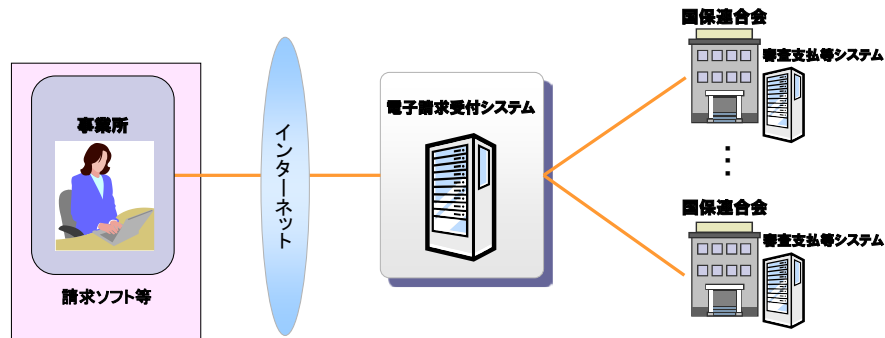 事業所
請求ソフト等
インターネット
電子請求受付システム
国保連合会
審査支払等システム
国保連合会
審査支払等システム